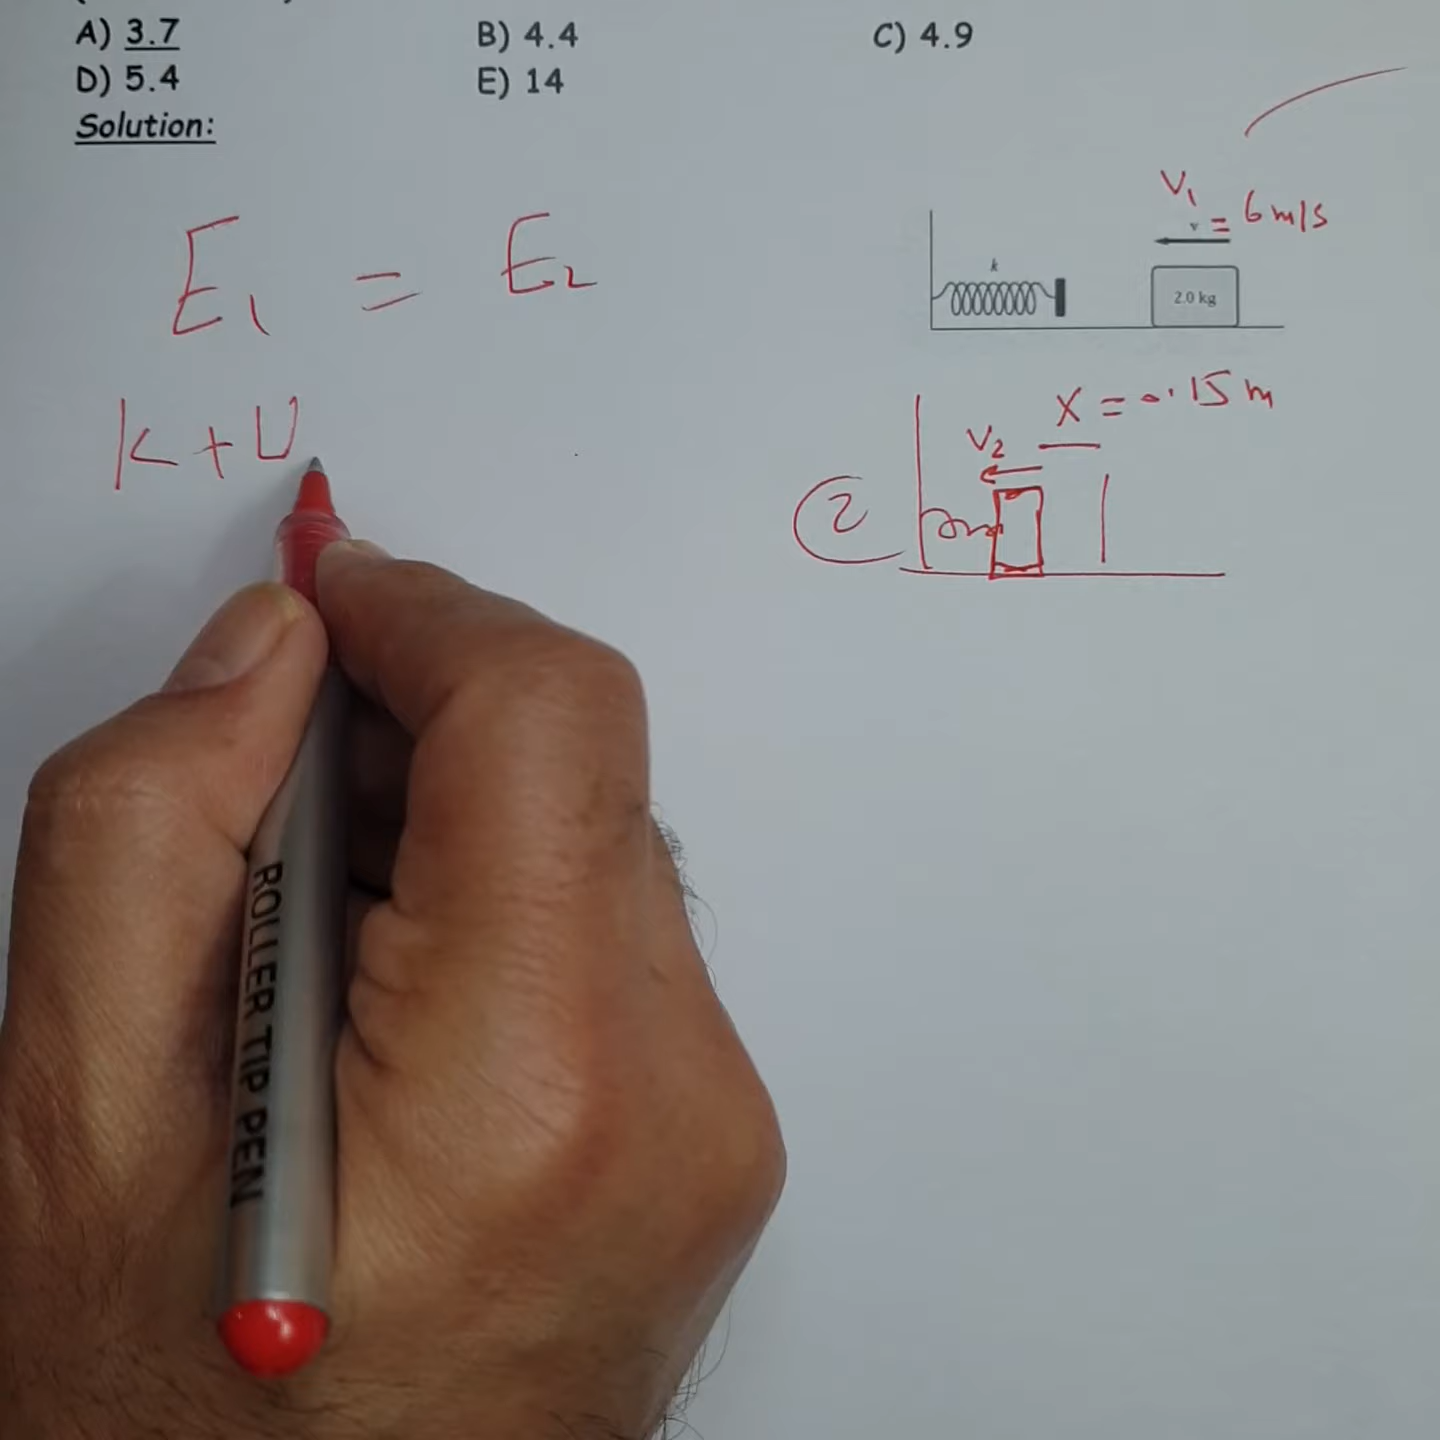 A) 3.7 B) 4.4 C) 4.9
D) 5.4 E) 14
Solution:
E₁ = E₂
K + U
V₁
v = 6 m/s
k
2.0 kg
X = 0.15 m
V₂
2
ROLLER TIP PEN